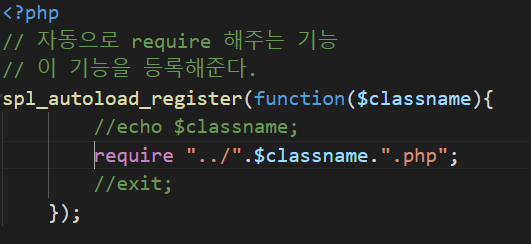 <?php
// 자동으로 require 해주는 기능
// 이 기능을 등록해준다.
spl_autoload_register(function($classname){
//echo $classname;
require "../".$classname.".php";
//exit;
});